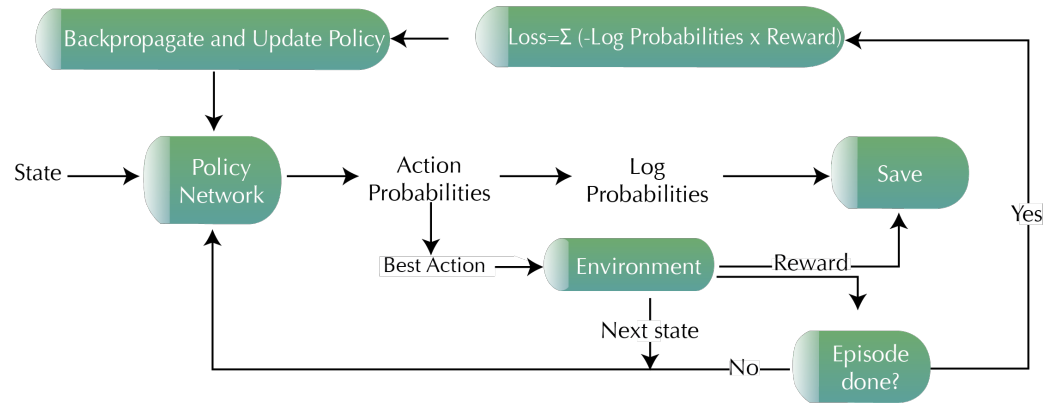 Backpropagate and Update Policy
Loss=Σ (-Log Probabilities x Reward)
State
Policy
Network
Action
Probabilities
Log
Probabilities
Save
Yes
Best Action
Environment
Reward
Next state
No
Episode
done?